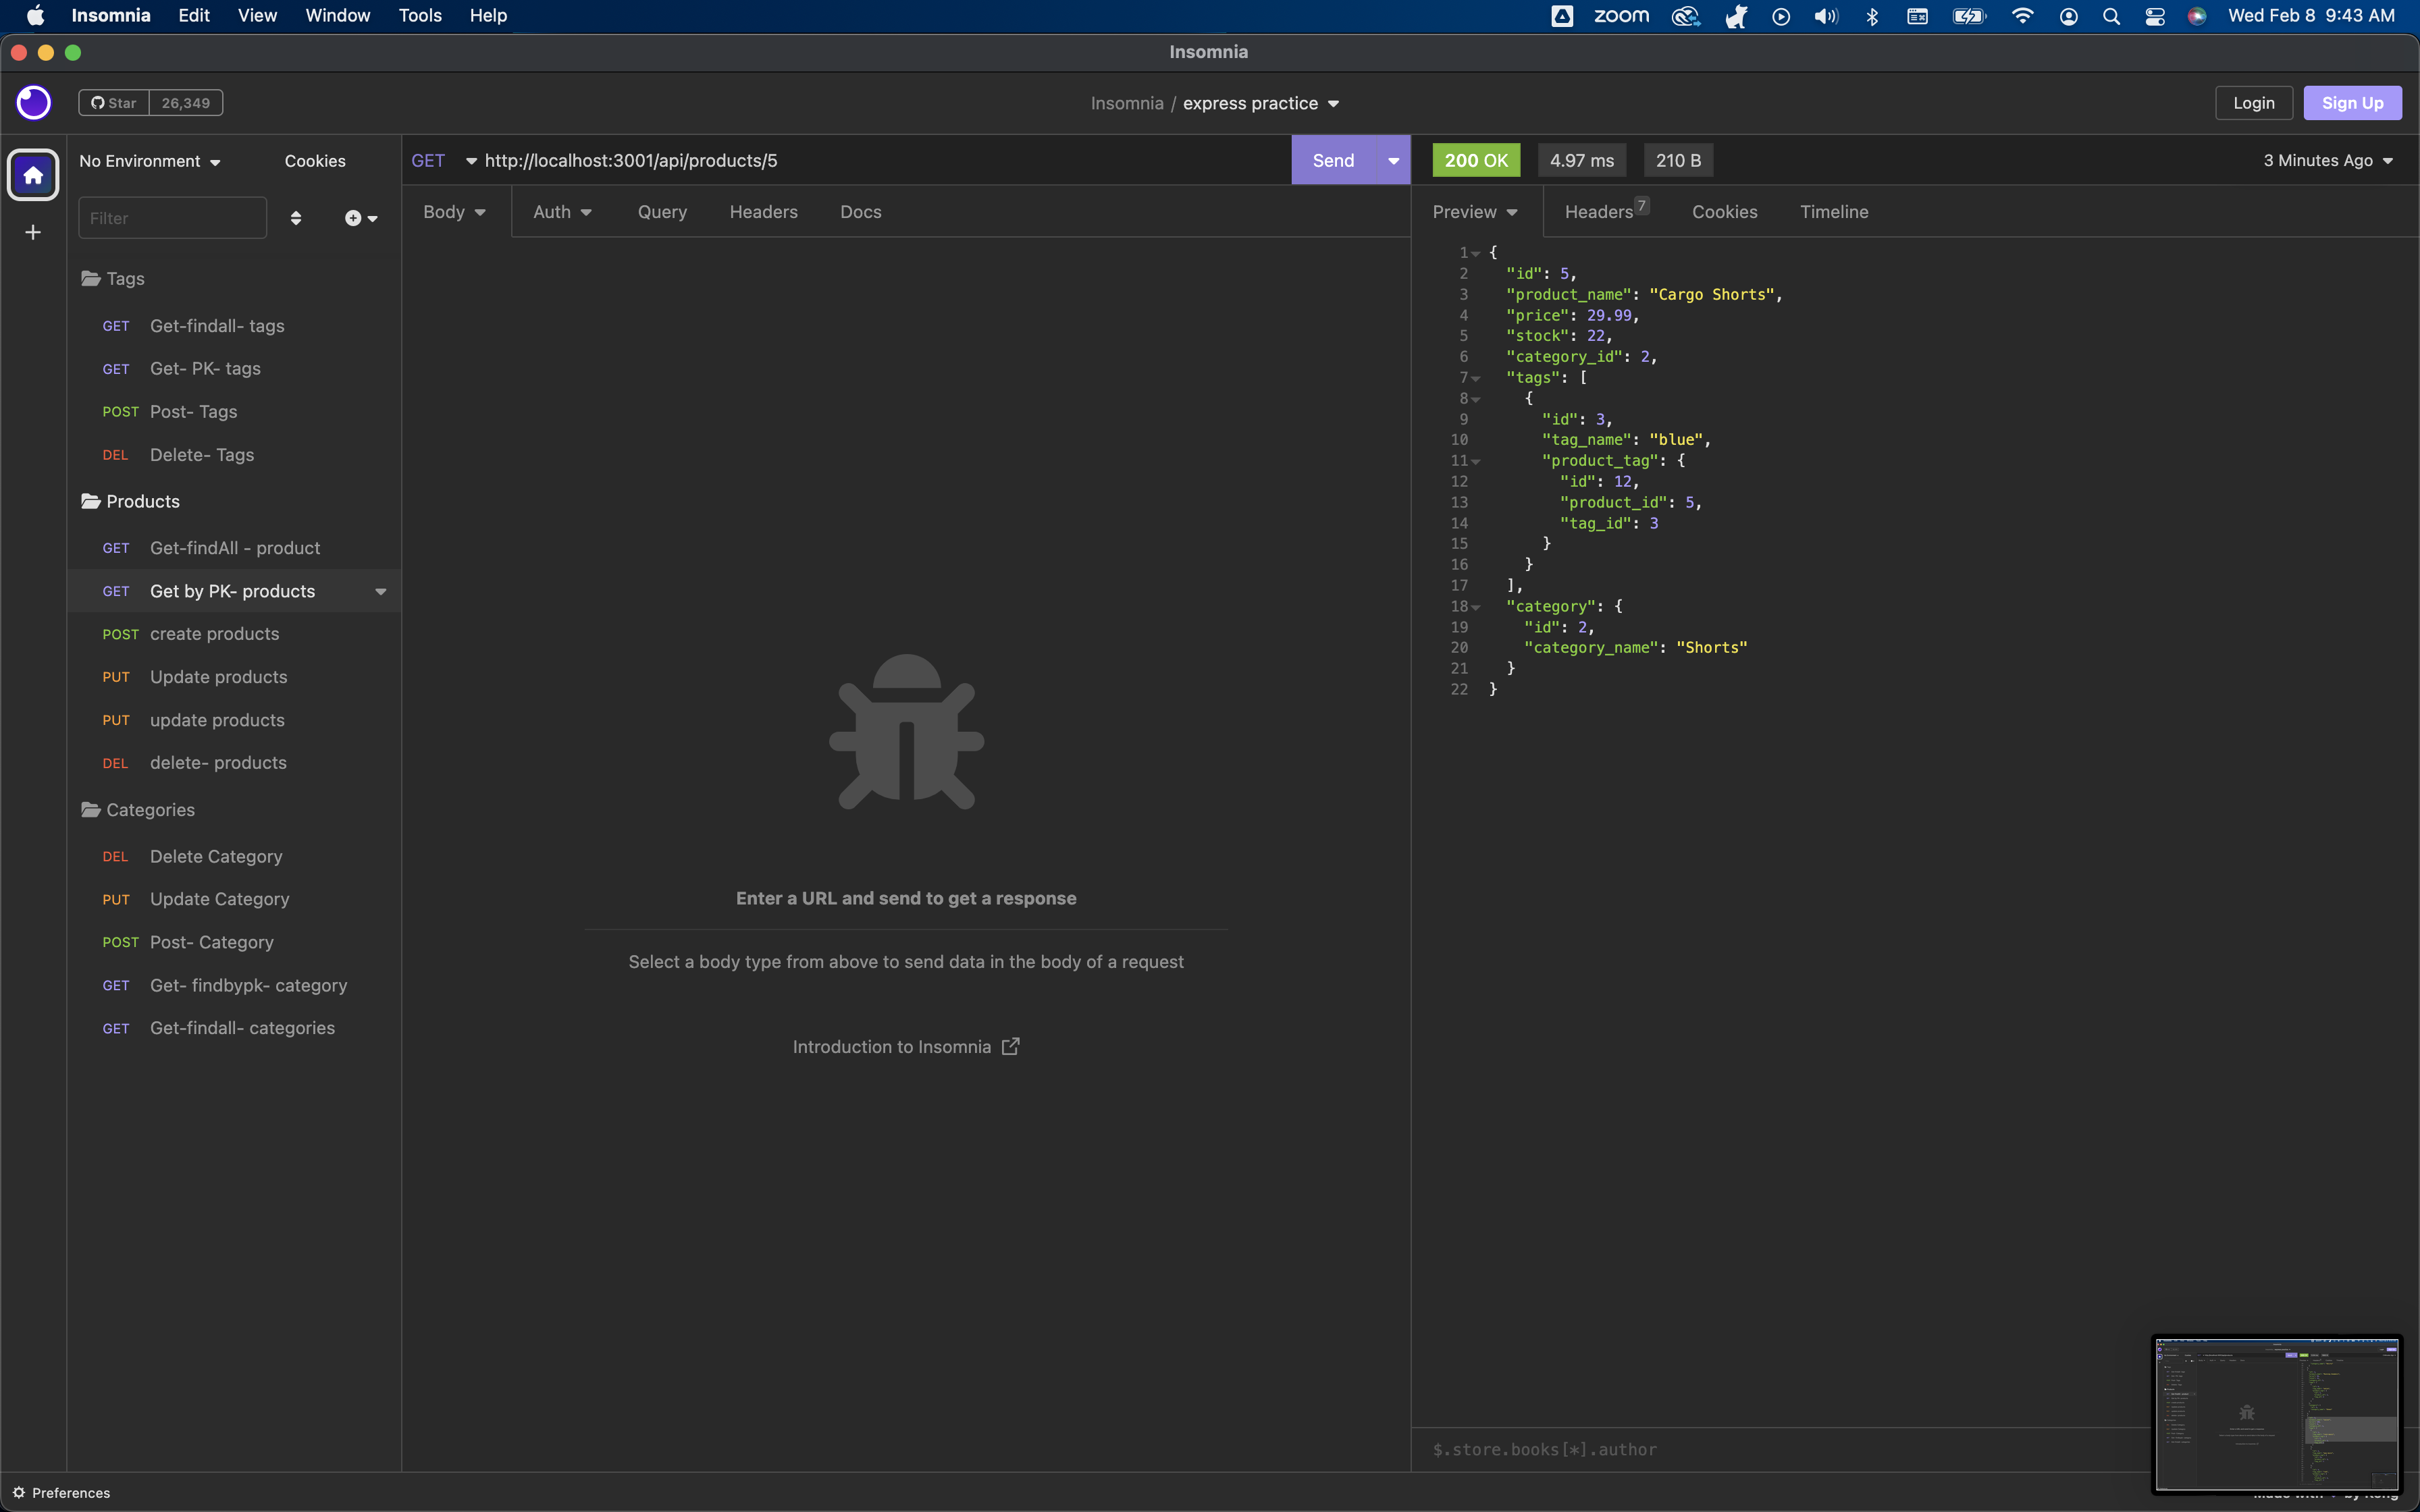 Insomnia Edit View Window Tools Help zoom Wed Feb 8 9:43 AM
Insomnia
Star 26,349 Insomnia / express practice Login Sign Up
No Environment Cookies
Filter
Tags
GET Get-findall- tags
GET Get- PK- tags
POST Post- Tags
DEL Delete- Tags
Products
GET Get-findAll - product
GET Get by PK- products
POST create products
PUT Update products
PUT update products
DEL delete- products
Categories
DEL Delete Category
PUT Update Category
POST Post- Category
GET Get- findbypk- category
GET Get-findall- categories
GET http://localhost:3001/api/products/5 Send
Body Auth Query Headers Docs
Enter a URL and send to get a response
Select a body type from above to send data in the body of a request
Introduction to Insomnia
200 OK 4.97 ms 210 B 3 Minutes Ago
Preview Headers 7 Cookies Timeline
1 {
2 "id": 5,
3 "product_name": "Cargo Shorts",
4 "price": 29.99,
5 "stock": 22,
6 "category_id": 2,
7 "tags": [
8 {
9 "id": 3,
10 "tag_name": "blue",
11 "product_tag": {
12 "id": 12,
13 "product_id": 5,
14 "tag_id": 3
15 }
16 }
17 ],
18 "category": {
19 "id": 2,
20 "category_name": "Shorts"
21 }
22 }
$.store.books[*].author
Preferences